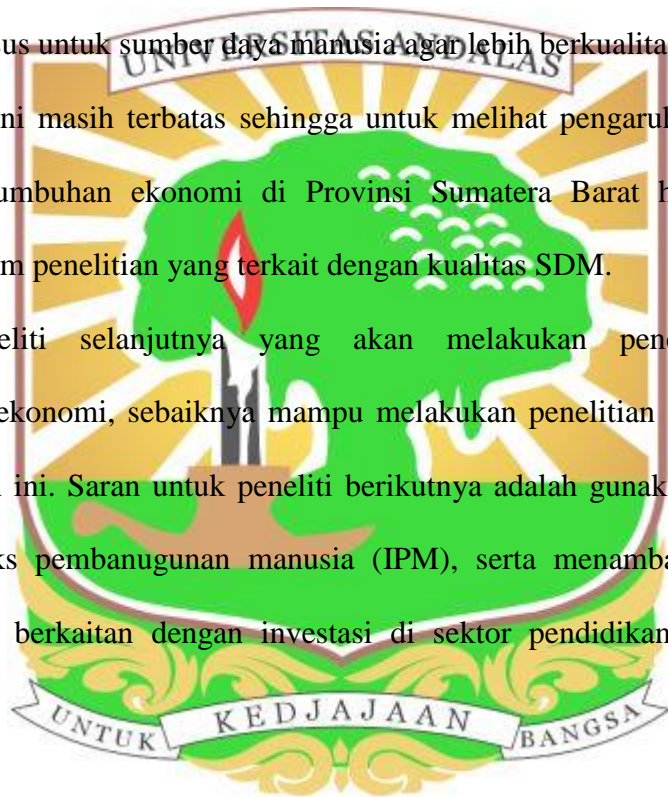 UNIVERSITAS ANDALAS
sus untuk sumber daya manusia agar lebih berkualita
ni masih terbatas sehingga untuk melihat pengaruh
umbuhan ekonomi di Provinsi Sumatera Barat h
m penelitian yang terkait dengan kualitas SDM.
eliti selanjutnya yang akan melakukan pene
ekonomi, sebaiknya mampu melakukan penelitian
ini. Saran untuk peneliti berikutnya adalah gunak
ks pembanugunan manusia (IPM), serta menamba
berkaitan dengan investasi di sektor pendidikan
UNTUK KEDJAJAAN BANGSA